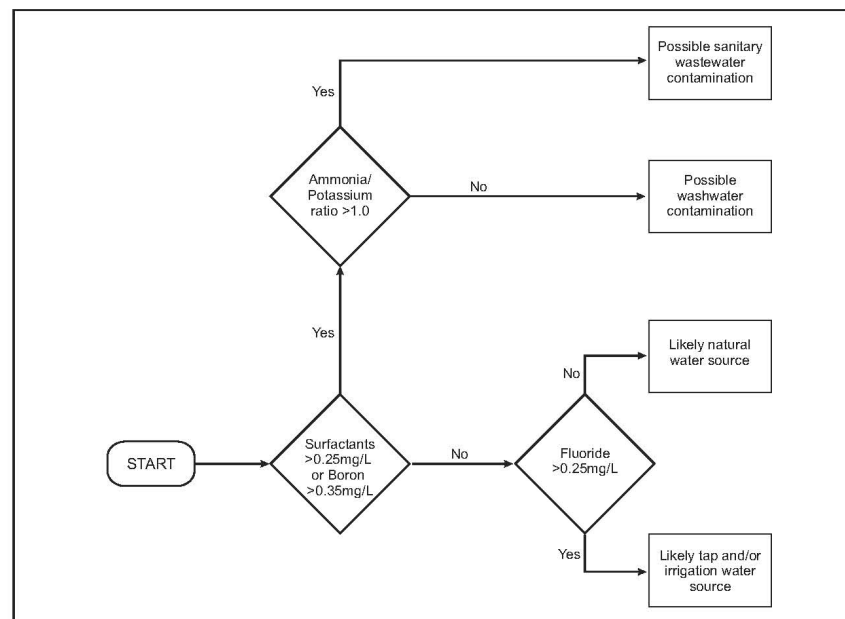 Possible sanitary
wastewater
contamination
Yes
Ammonia/
Potassium
ratio >1.0
No
Possible
washwater
contamination
Yes
Likely natural
water source
No
START
Surfactants
>0.25mg/L
or Boron
>0.35mg/L
No
Fluoride
>0.25mg/L
Yes
Likely tap and/or
irrigation water
source